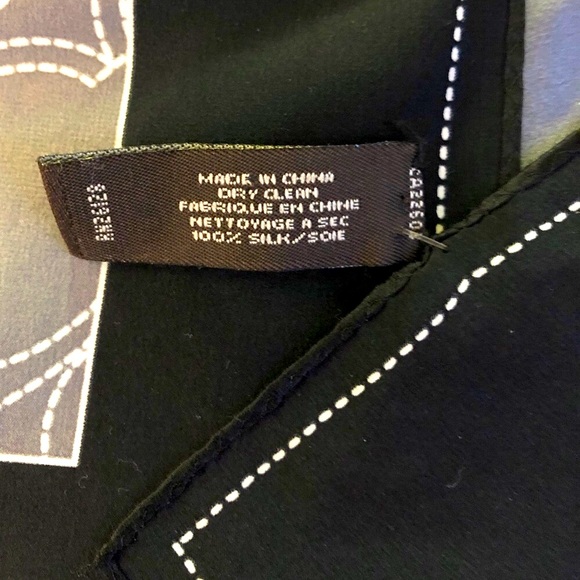 MADE IN CHINA
DRY CLEAN
FABRIQUE EN CHINE
NETTOYAGE A SEC
100% SILK/SOIE